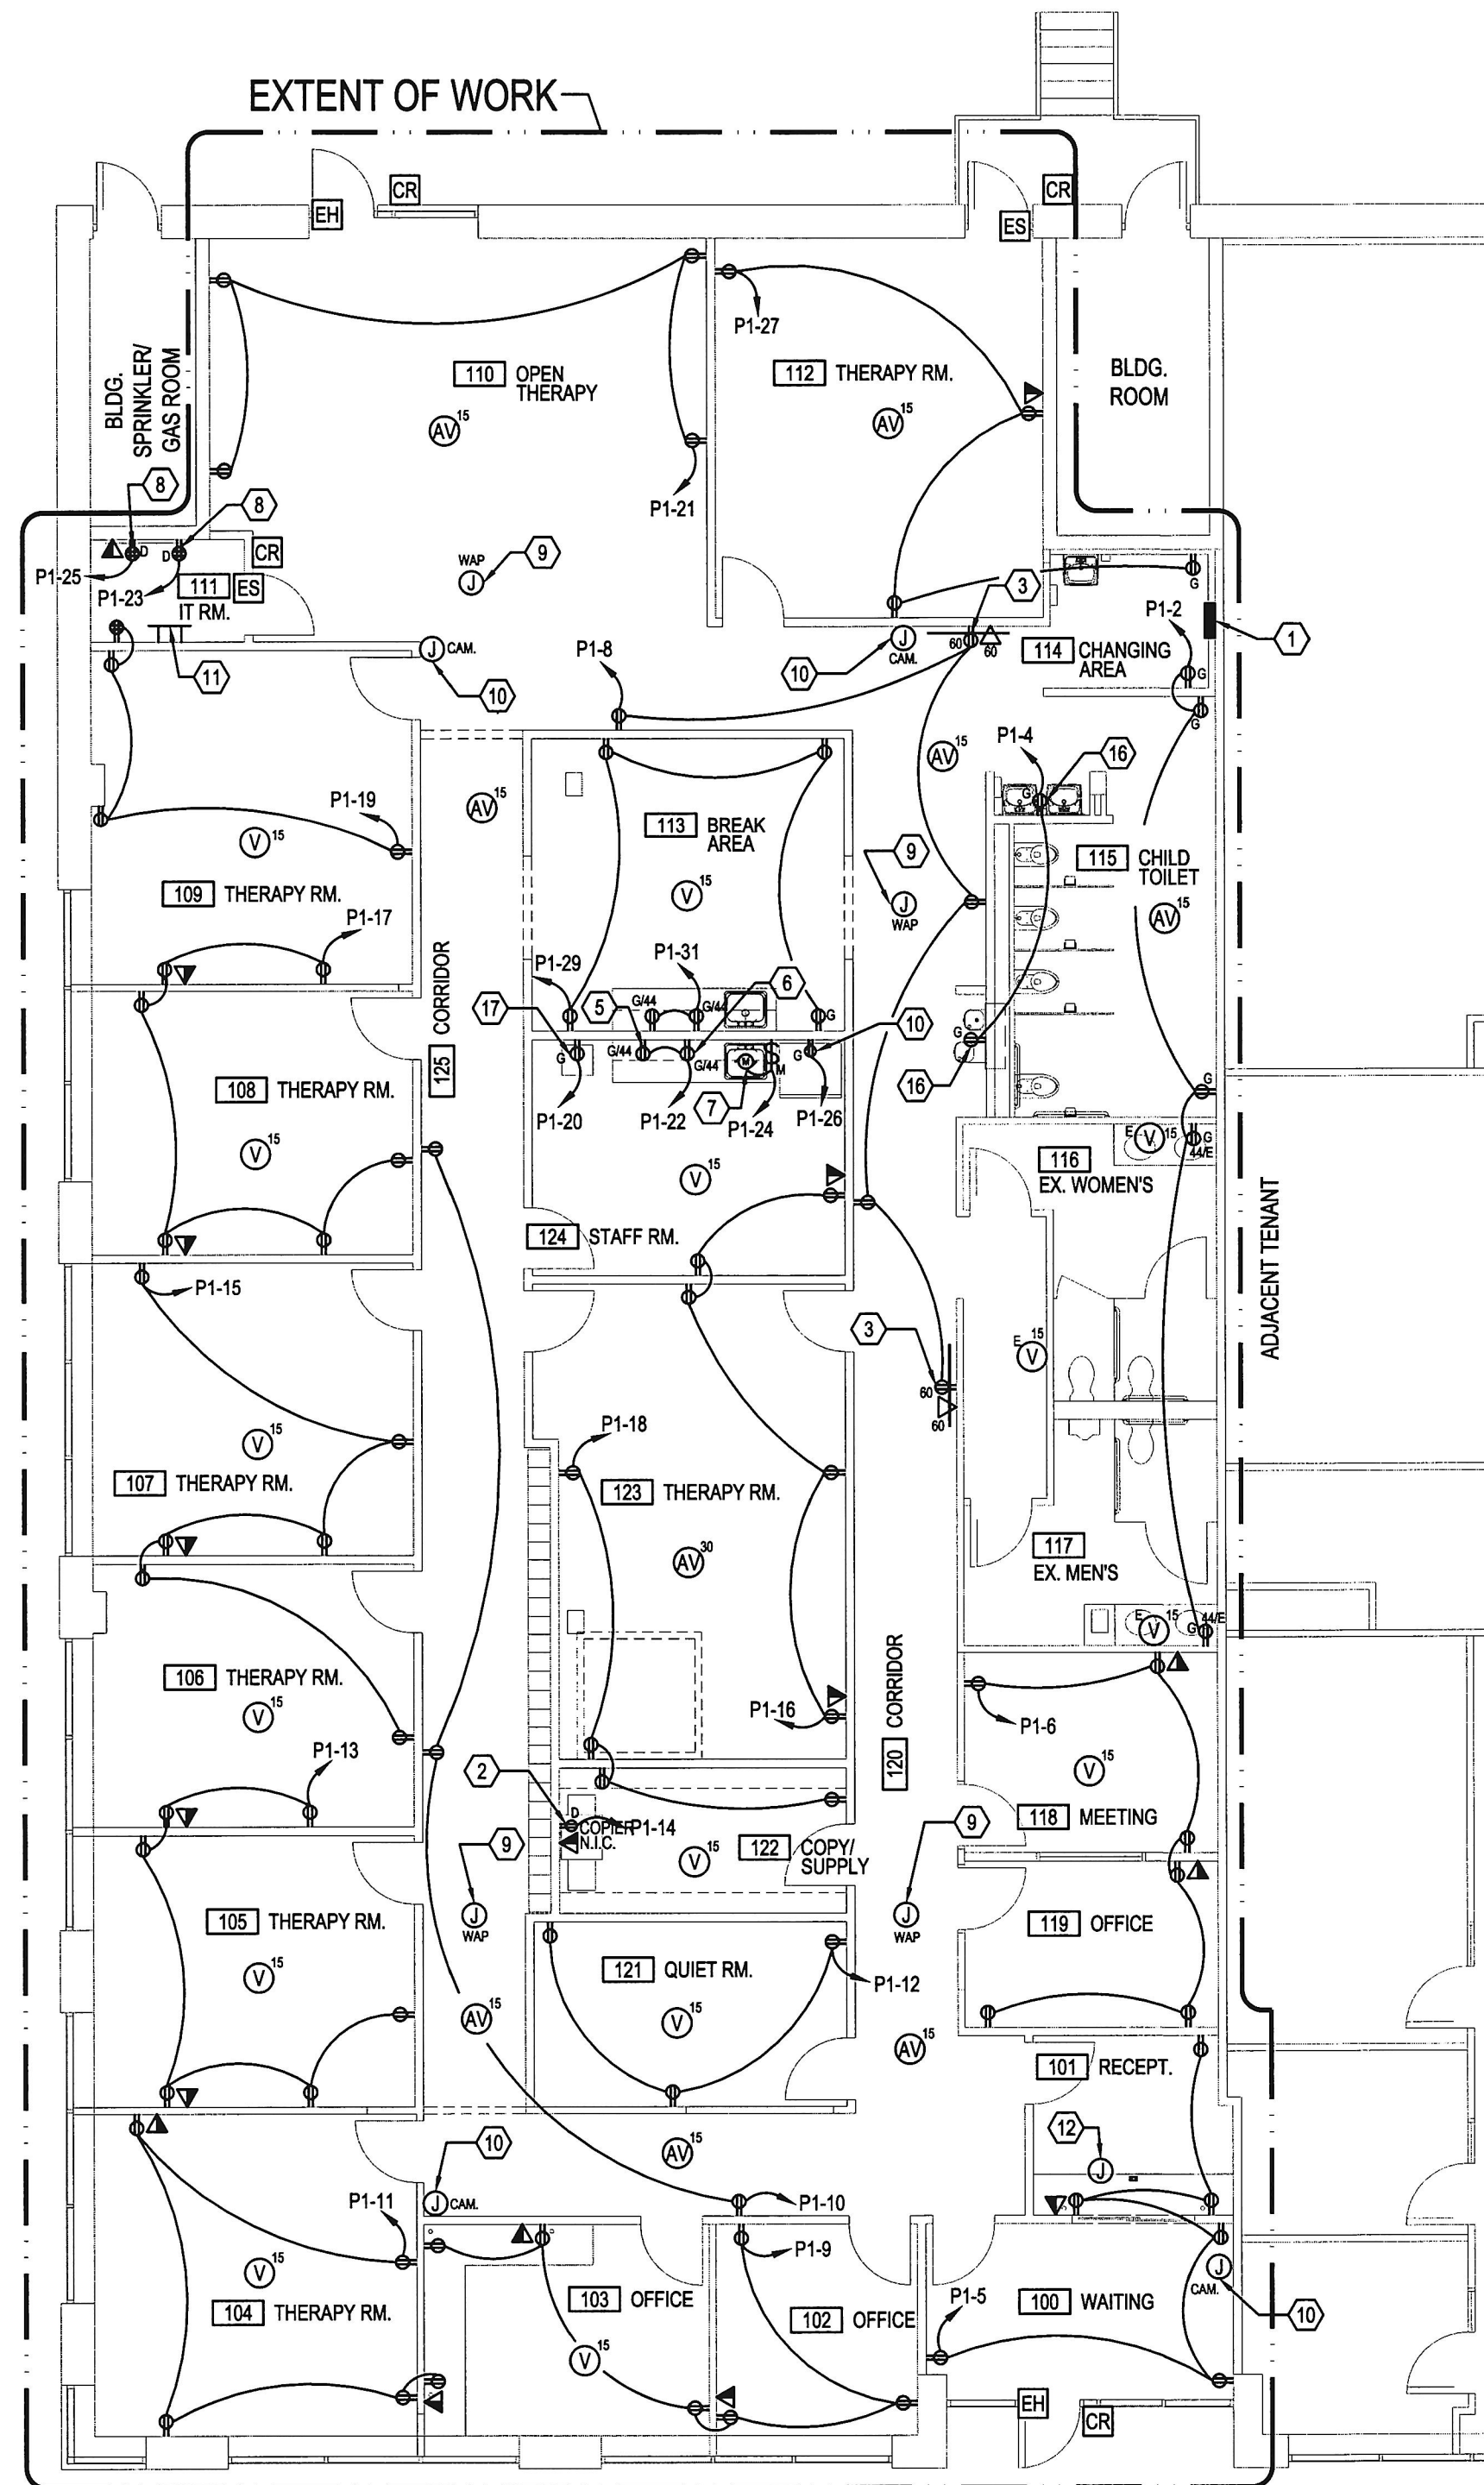 EXTENT OF WORK
CR
CR
EH
ES
P1-27
BLDG.
SPRINKLER/
GAS ROOM
110 OPEN
THERAPY
112 THERAPY RM.
BLDG.
ROOM
AV 15
AV 15
8
8
P1-21
D
D
CR
WAP
J
9
P1-25
P1-23
111
ES
IT RM.
3
G
P1-2
1
J CAM.
P1-8
10
J
CAM.
60
60
114 CHANGING
AREA
11
10
G
G
AV 15
P1-4
16
P1-19
AV 15
113 BREAK
AREA
G
V 15
9
115 CHILD
TOILET
109 THERAPY RM.
V 15
J
WAP
AV 15
P1-17
125 CORRIDOR
P1-29
P1-31
17
5
G/44
G/44
6
G
10
G
G/44
G/44
M
M
G
G
16
G
108 THERAPY RM.
P1-20
P1-22
7
P1-24
P1-26
V 15
V 15
E V 15
G
44/E
116
EX. WOMEN'S
124 STAFF RM.
ADJACENT TENANT
P1-15
3
E 15
V
60
60
V 15
P1-18
107 THERAPY RM.
123 THERAPY RM.
AV 30
117
EX. MEN'S
E V 15
44/E
G
106 THERAPY RM.
V 15
120 CORRIDOR
P1-16
P1-6
P1-13
2
V 15
D
COPIER
P1-14
N.I.C.
9
9
118 MEETING
V 15
122 COPY/
SUPPLY
105 THERAPY RM.
J
WAP
J
WAP
119 OFFICE
V 15
121 QUIET RM.
P1-12
AV 15
V 15
AV 15
101 RECEPT.
10
AV 15
12
J
P1-11
J CAM.
P1-10
P1-9
V 15
J
CAM.
104 THERAPY RM.
103 OFFICE
102 OFFICE
P1-5
100 WAITING
10
V 15
EH
CR